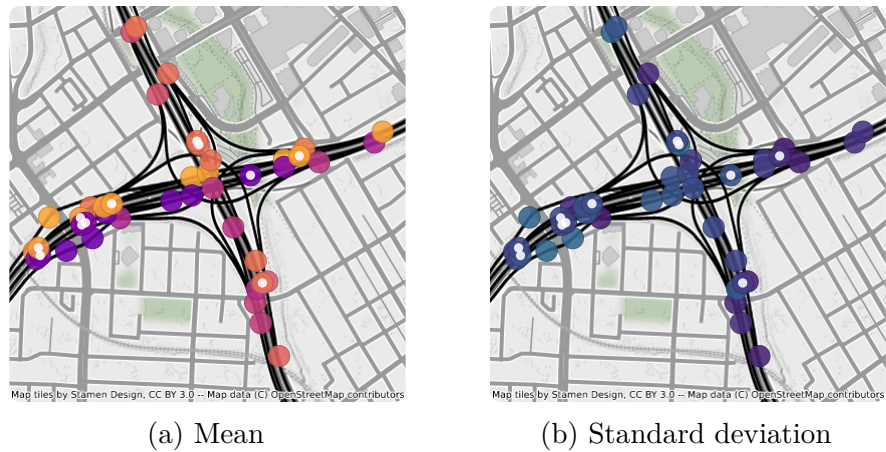 Map tiles by Stamen Design, CC BY 3.0 -- Map data (C) OpenStreetMap contributors
Map tiles by Stamen Design, CC BY 3.0 -- Map data (C) OpenStreetMap contributors
(a) Mean
(b) Standard deviation